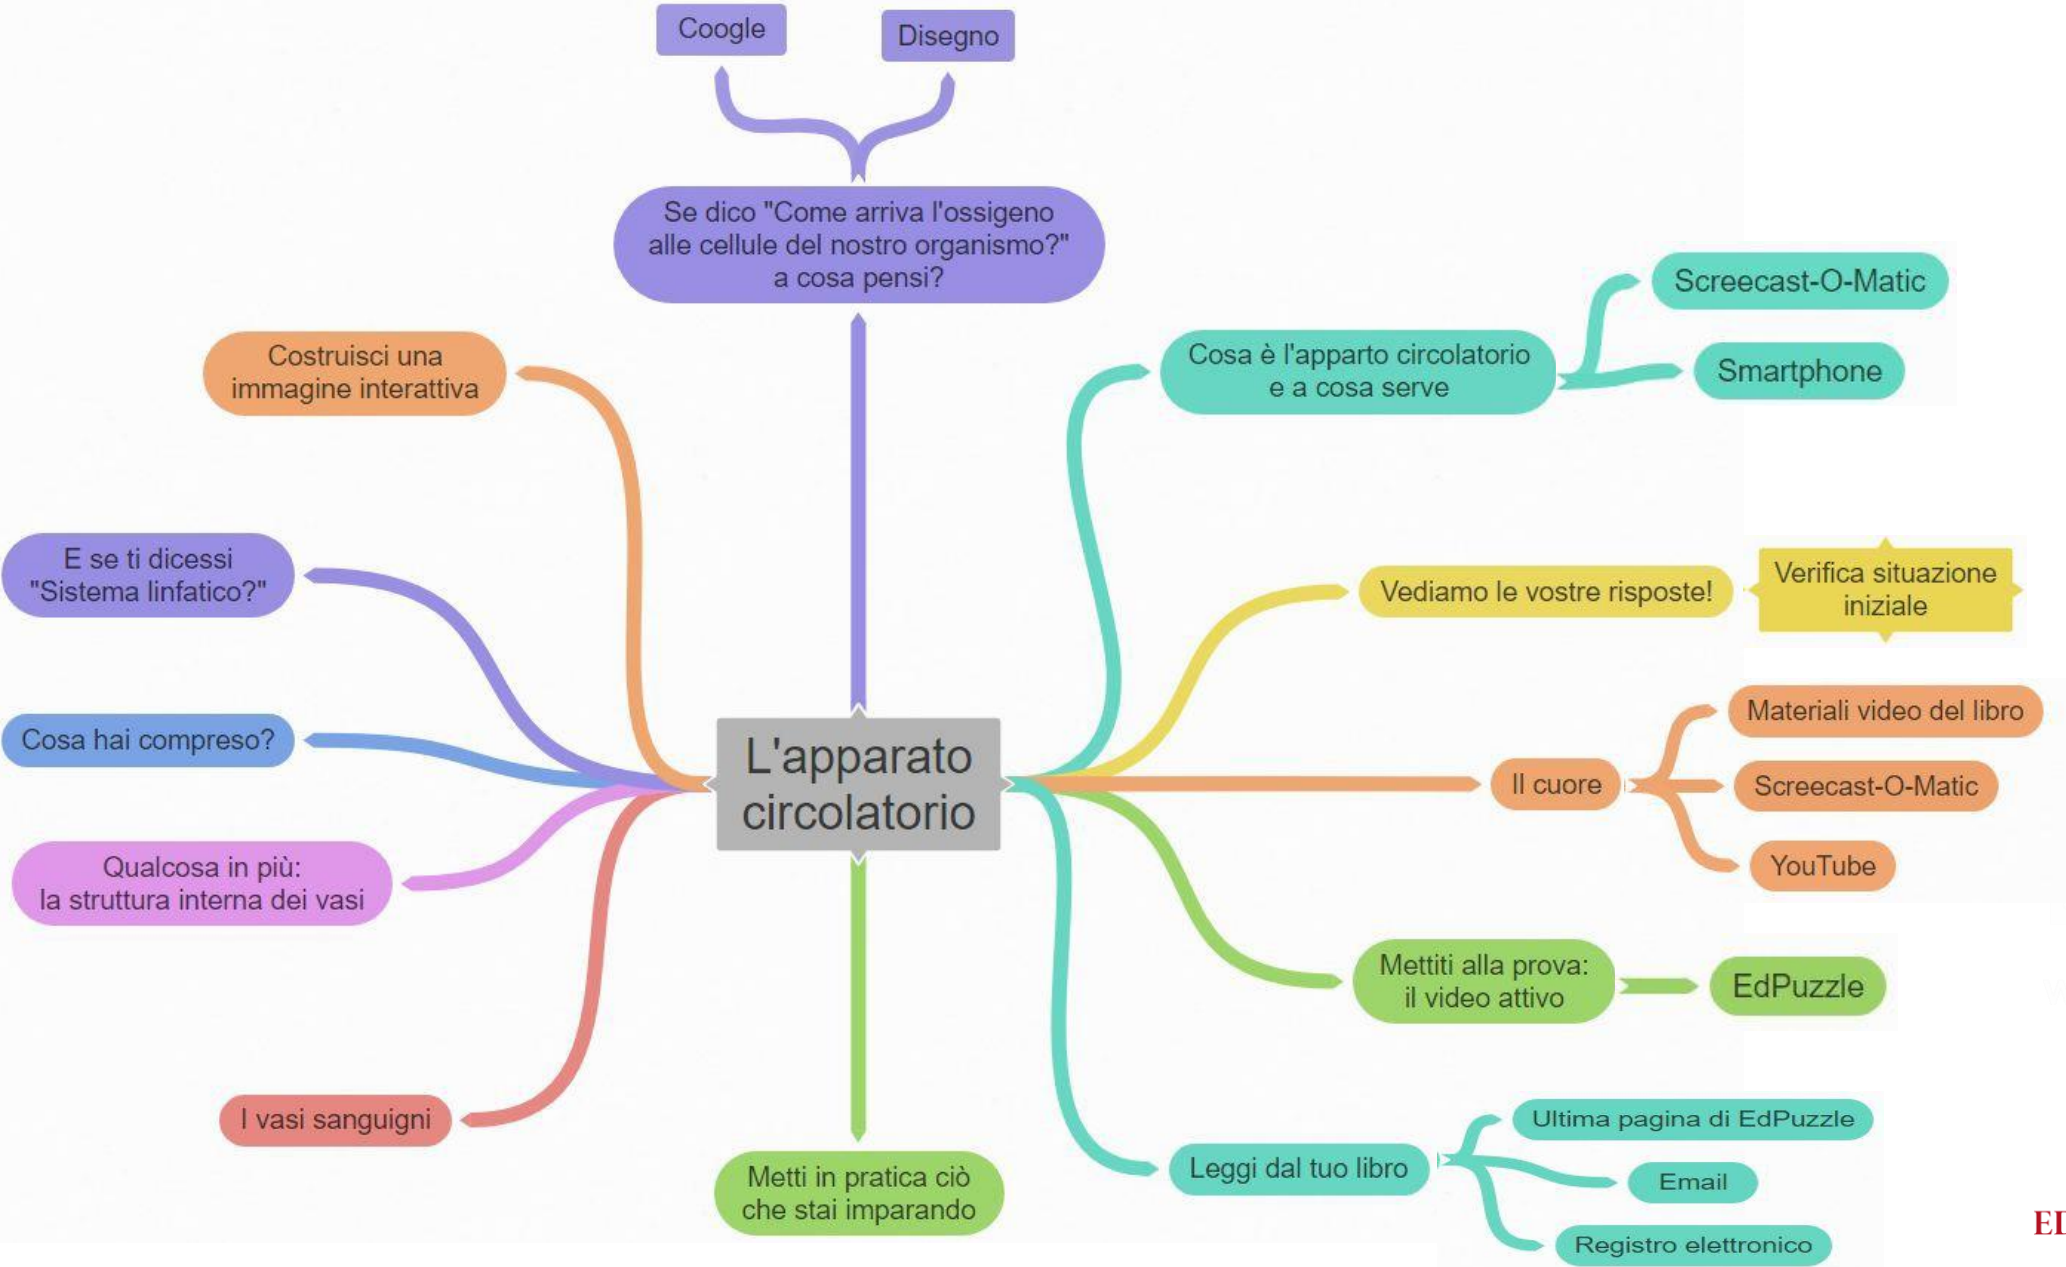 Coogle
Disegno
Se dico "Come arriva l'ossigeno
alle cellule del nostro organismo?"
a cosa pensi?
Cosa è l'apparto circolatorio
e a cosa serve
Screecast-O-Matic
Smartphone
Vediamo le vostre risposte!
Verifica situazione
iniziale
Il cuore
Materiali video del libro
Screecast-O-Matic
YouTube
Mettiti alla prova:
il video attivo
EdPuzzle
Leggi dal tuo libro
Ultima pagina di EdPuzzle
Email
Registro elettronico
L'apparato
circolatorio
Metti in pratica ciò
che stai imparando
I vasi sanguigni
Qualcosa in più:
la struttura interna dei vasi
Cosa hai compreso?
E se ti dicessi
"Sistema linfatico?"
Costruisci una
immagine interattiva